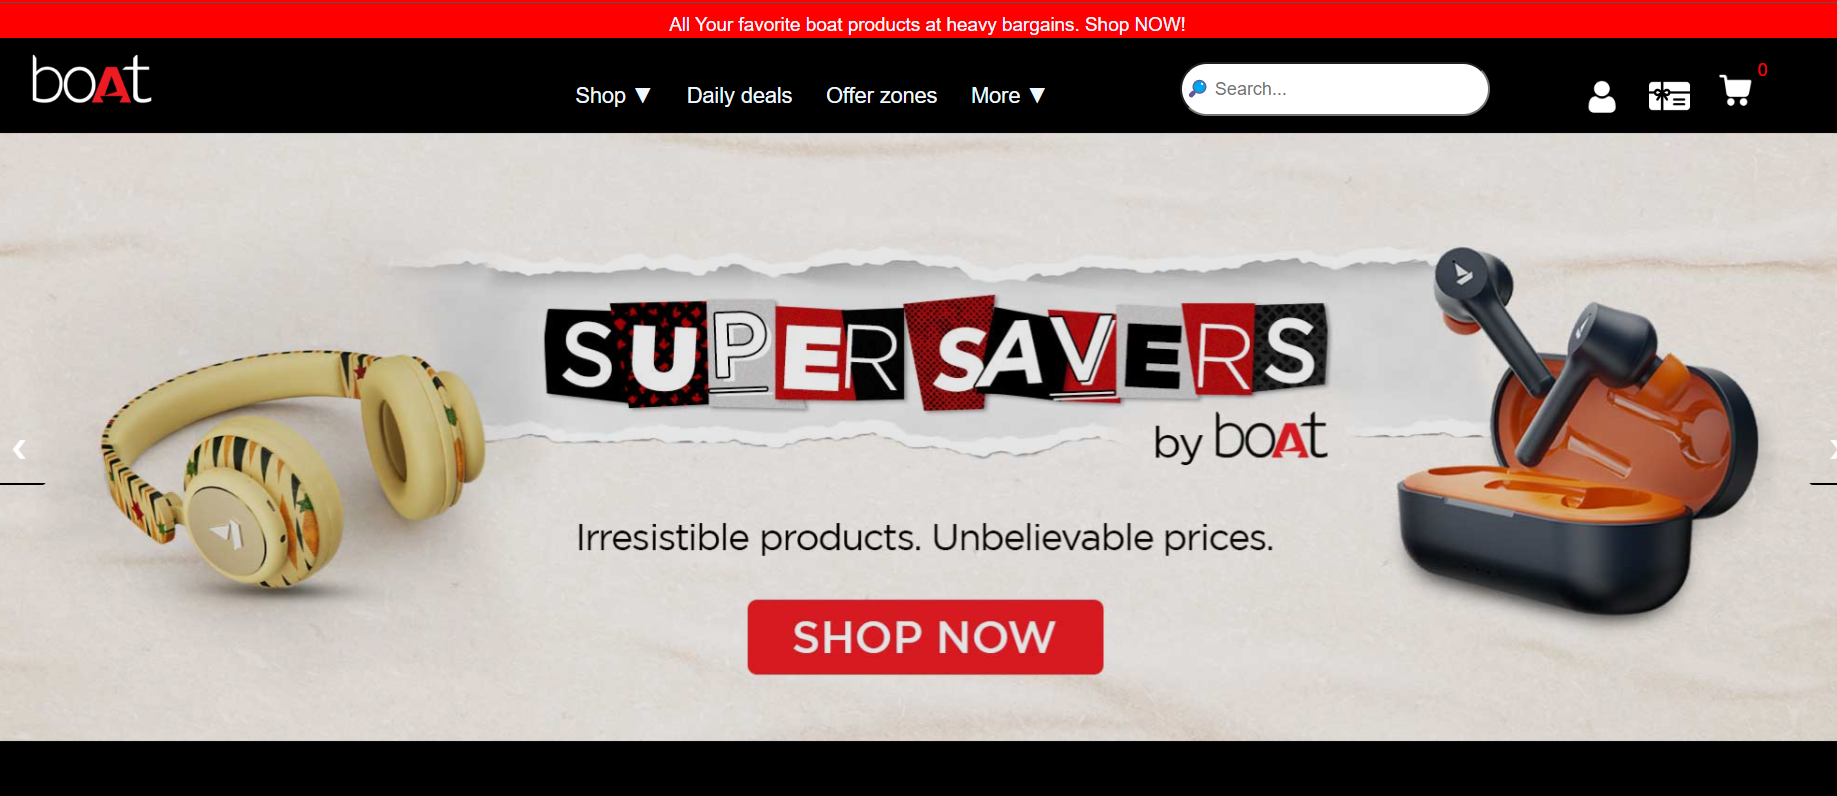 All Your favorite boat products at heavy bargains. Shop NOW!
boAt
Shop ▼ Daily deals Offer zones More ▼ Search... 0
SUPER SAVERS
by boAt
Irresistible products. Unbelievable prices.
SHOP NOW